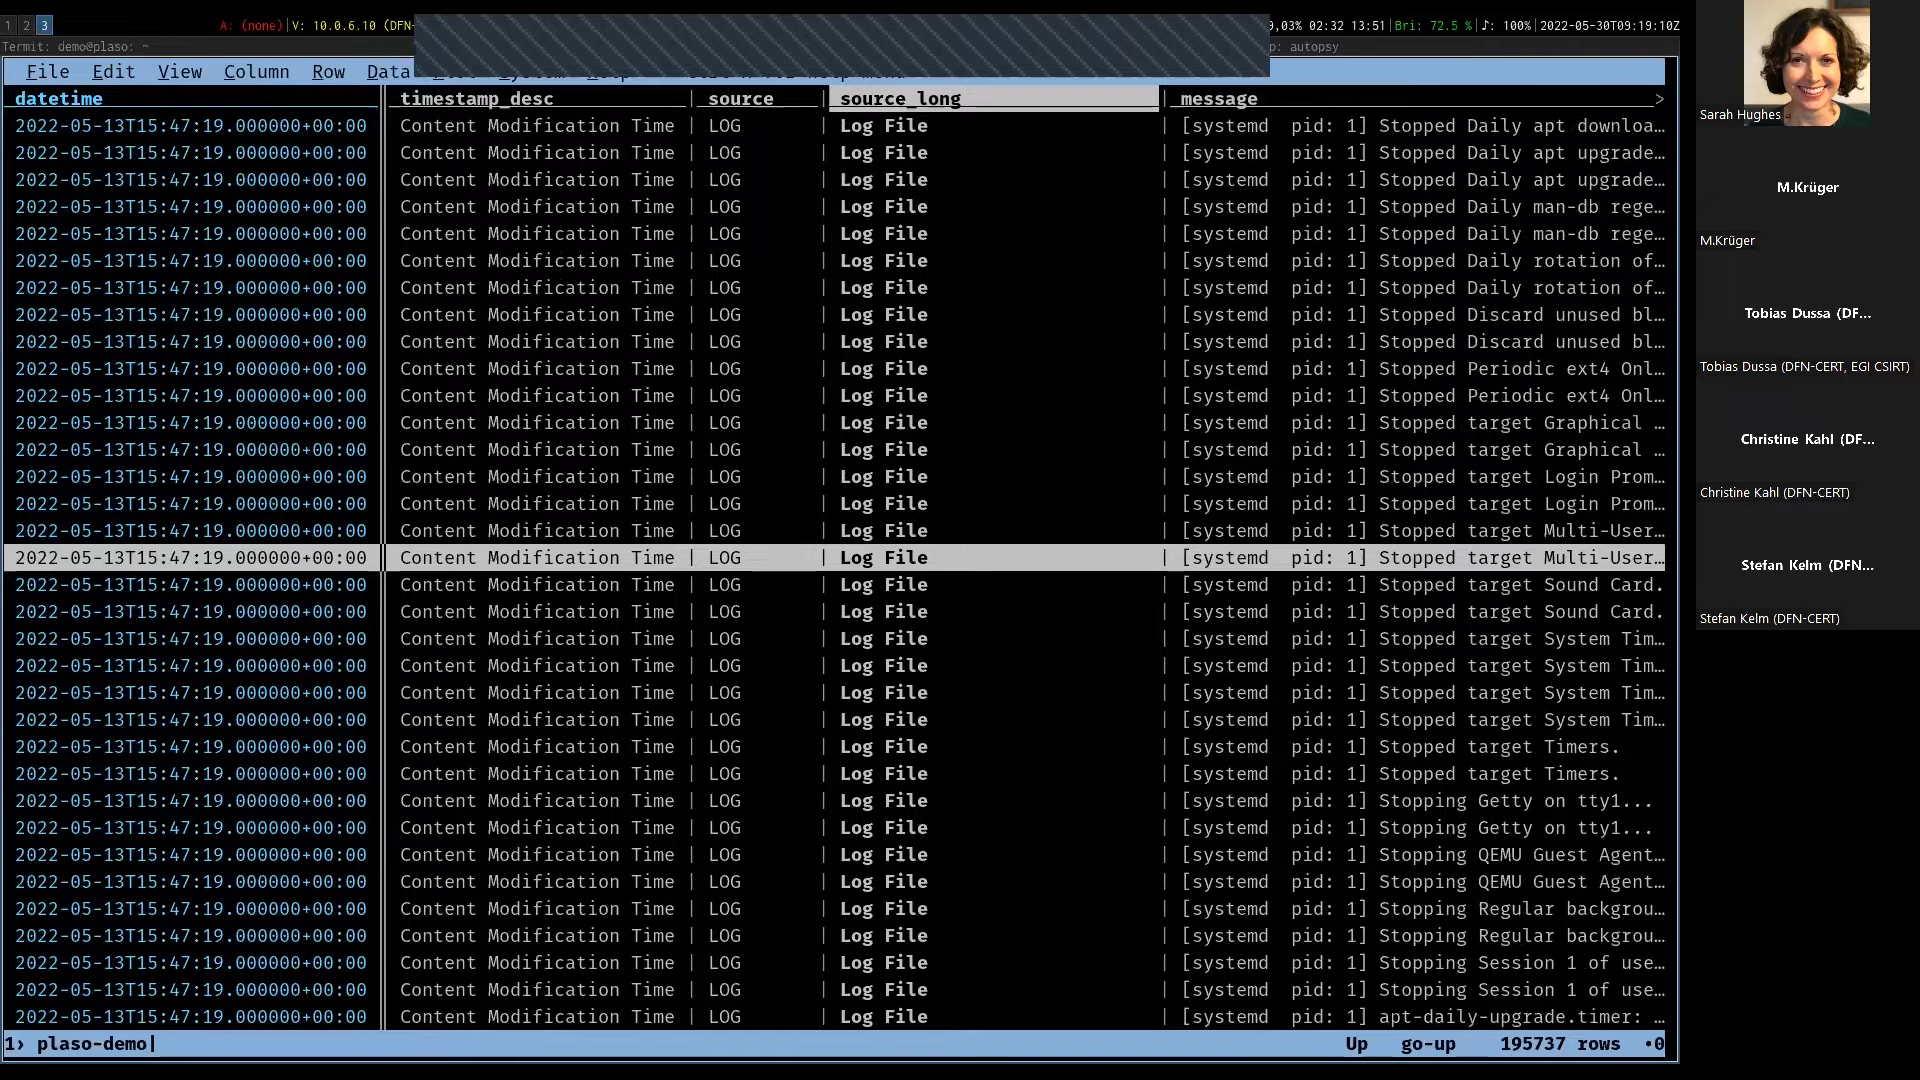 1 2 3 A: (none)|V: 10.0.6.10 (DFN- 9,03% 02:32 13:51|Bri: 72.5 %|♪: 100%|2022-05-30T09:19:10Z
Termit: demo@plaso: ~ p: autopsy
File Edit View Column Row Data
datetime timestamp_desc | source | source_long | message >
2022-05-13T15:47:19.000000+00:00 Content Modification Time | LOG | Log File | [systemd pid: 1] Stopped Daily apt downloa…
2022-05-13T15:47:19.000000+00:00 Content Modification Time | LOG | Log File | [systemd pid: 1] Stopped Daily apt upgrade…
2022-05-13T15:47:19.000000+00:00 Content Modification Time | LOG | Log File | [systemd pid: 1] Stopped Daily apt upgrade…
2022-05-13T15:47:19.000000+00:00 Content Modification Time | LOG | Log File | [systemd pid: 1] Stopped Daily man-db rege…
2022-05-13T15:47:19.000000+00:00 Content Modification Time | LOG | Log File | [systemd pid: 1] Stopped Daily man-db rege…
2022-05-13T15:47:19.000000+00:00 Content Modification Time | LOG | Log File | [systemd pid: 1] Stopped Daily rotation of…
2022-05-13T15:47:19.000000+00:00 Content Modification Time | LOG | Log File | [systemd pid: 1] Stopped Daily rotation of…
2022-05-13T15:47:19.000000+00:00 Content Modification Time | LOG | Log File | [systemd pid: 1] Stopped Discard unused bl…
2022-05-13T15:47:19.000000+00:00 Content Modification Time | LOG | Log File | [systemd pid: 1] Stopped Discard unused bl…
2022-05-13T15:47:19.000000+00:00 Content Modification Time | LOG | Log File | [systemd pid: 1] Stopped Periodic ext4 Onl…
2022-05-13T15:47:19.000000+00:00 Content Modification Time | LOG | Log File | [systemd pid: 1] Stopped Periodic ext4 Onl…
2022-05-13T15:47:19.000000+00:00 Content Modification Time | LOG | Log File | [systemd pid: 1] Stopped target Graphical …
2022-05-13T15:47:19.000000+00:00 Content Modification Time | LOG | Log File | [systemd pid: 1] Stopped target Graphical …
2022-05-13T15:47:19.000000+00:00 Content Modification Time | LOG | Log File | [systemd pid: 1] Stopped target Login Prom…
2022-05-13T15:47:19.000000+00:00 Content Modification Time | LOG | Log File | [systemd pid: 1] Stopped target Login Prom…
2022-05-13T15:47:19.000000+00:00 Content Modification Time | LOG | Log File | [systemd pid: 1] Stopped target Multi-User…
2022-05-13T15:47:19.000000+00:00 Content Modification Time | LOG | Log File | [systemd pid: 1] Stopped target Multi-User…
2022-05-13T15:47:19.000000+00:00 Content Modification Time | LOG | Log File | [systemd pid: 1] Stopped target Sound Card.
2022-05-13T15:47:19.000000+00:00 Content Modification Time | LOG | Log File | [systemd pid: 1] Stopped target Sound Card.
2022-05-13T15:47:19.000000+00:00 Content Modification Time | LOG | Log File | [systemd pid: 1] Stopped target System Tim…
2022-05-13T15:47:19.000000+00:00 Content Modification Time | LOG | Log File | [systemd pid: 1] Stopped target System Tim…
2022-05-13T15:47:19.000000+00:00 Content Modification Time | LOG | Log File | [systemd pid: 1] Stopped target System Tim…
2022-05-13T15:47:19.000000+00:00 Content Modification Time | LOG | Log File | [systemd pid: 1] Stopped target System Tim…
2022-05-13T15:47:19.000000+00:00 Content Modification Time | LOG | Log File | [systemd pid: 1] Stopped target Timers.
2022-05-13T15:47:19.000000+00:00 Content Modification Time | LOG | Log File | [systemd pid: 1] Stopped target Timers.
2022-05-13T15:47:19.000000+00:00 Content Modification Time | LOG | Log File | [systemd pid: 1] Stopping Getty on tty1...
2022-05-13T15:47:19.000000+00:00 Content Modification Time | LOG | Log File | [systemd pid: 1] Stopping Getty on tty1...
2022-05-13T15:47:19.000000+00:00 Content Modification Time | LOG | Log File | [systemd pid: 1] Stopping QEMU Guest Agent…
2022-05-13T15:47:19.000000+00:00 Content Modification Time | LOG | Log File | [systemd pid: 1] Stopping QEMU Guest Agent…
2022-05-13T15:47:19.000000+00:00 Content Modification Time | LOG | Log File | [systemd pid: 1] Stopping Regular backgrou…
2022-05-13T15:47:19.000000+00:00 Content Modification Time | LOG | Log File | [systemd pid: 1] Stopping Regular backgrou…
2022-05-13T15:47:19.000000+00:00 Content Modification Time | LOG | Log File | [systemd pid: 1] Stopping Session 1 of use…
2022-05-13T15:47:19.000000+00:00 Content Modification Time | LOG | Log File | [systemd pid: 1] Stopping Session 1 of use…
2022-05-13T15:47:19.000000+00:00 Content Modification Time | LOG | Log File | [systemd pid: 1] apt-daily-upgrade.timer: …
1› plaso-demo| Up go-up 195737 rows •0
Sarah Hughes
M.Krüger
M.Krüger
Tobias Dussa (DF...
Tobias Dussa (DFN-CERT, EGI CSIRT)
Christine Kahl (DF...
Christine Kahl (DFN-CERT)
Stefan Kelm (DFN...
Stefan Kelm (DFN-CERT)